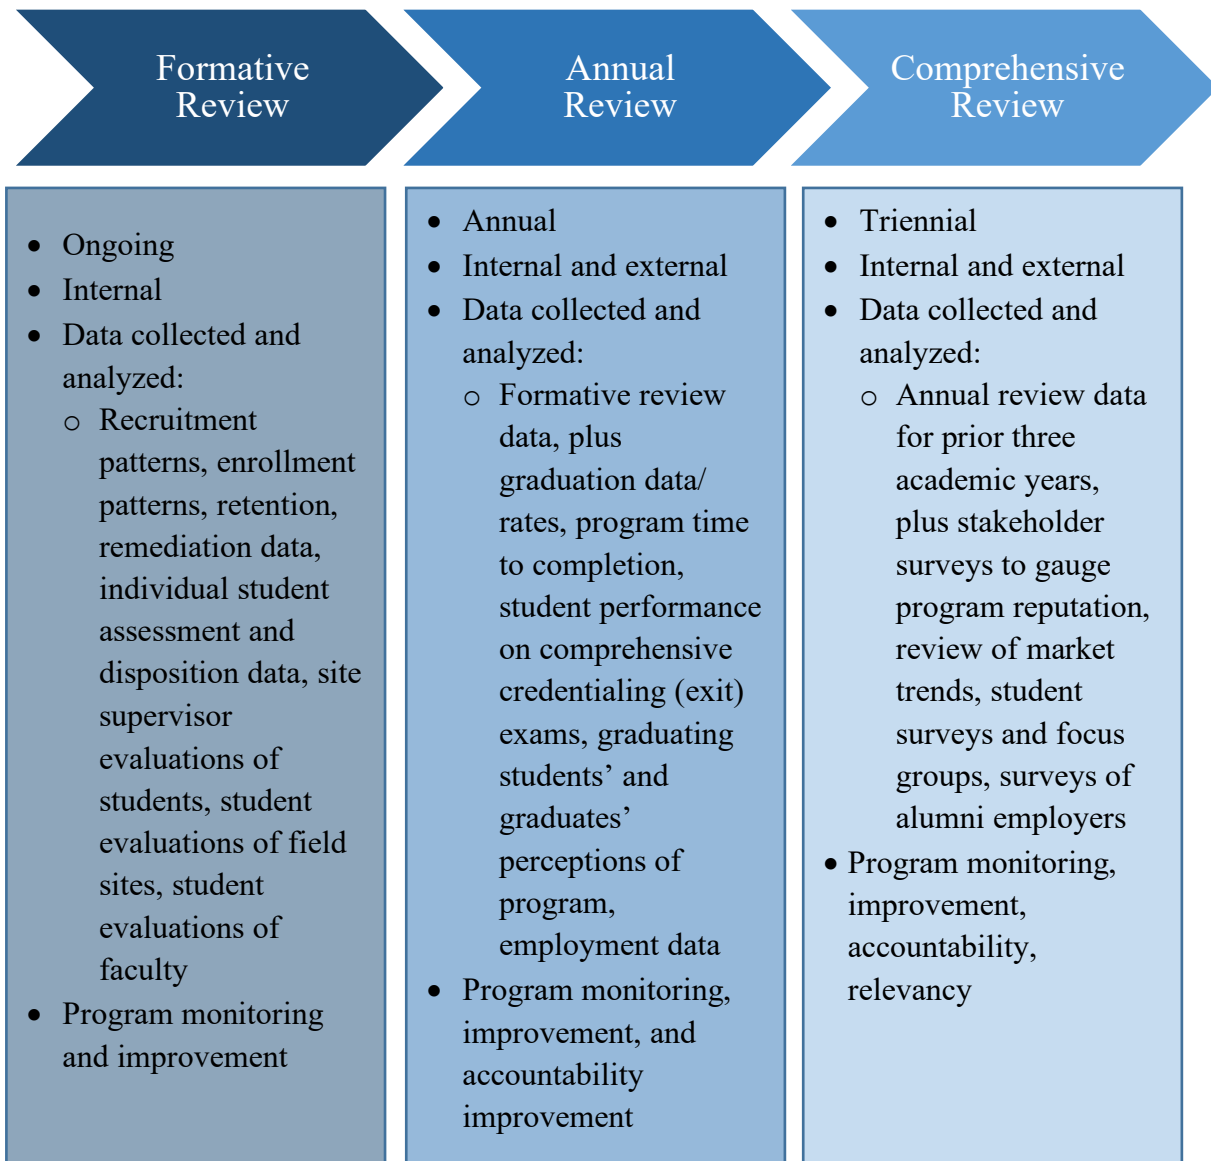 Formative
Review
Annual
Review
Comprehensive
Review
• Ongoing
• Internal
• Data collected and
analyzed:
o Recruitment
patterns, enrollment
patterns, retention,
remediation data,
individual student
assessment and
disposition data, site
supervisor
evaluations of
students, student
evaluations of field
sites, student
evaluations of
faculty
• Program monitoring
and improvement
• Annual
• Internal and external
• Data collected and
analyzed:
o Formative review
data, plus
graduation data/
rates, program time
to completion,
student performance
on comprehensive
credentialing (exit)
exams, graduating
students’ and
graduates’
perceptions of
program,
employment data
• Program monitoring,
improvement, and
accountability
improvement
• Triennial
• Internal and external
• Data collected and
analyzed:
o Annual review data
for prior three
academic years,
plus stakeholder
surveys to gauge
program reputation,
review of market
trends, student
surveys and focus
groups, surveys of
alumni employers
• Program monitoring,
improvement,
accountability,
relevancy